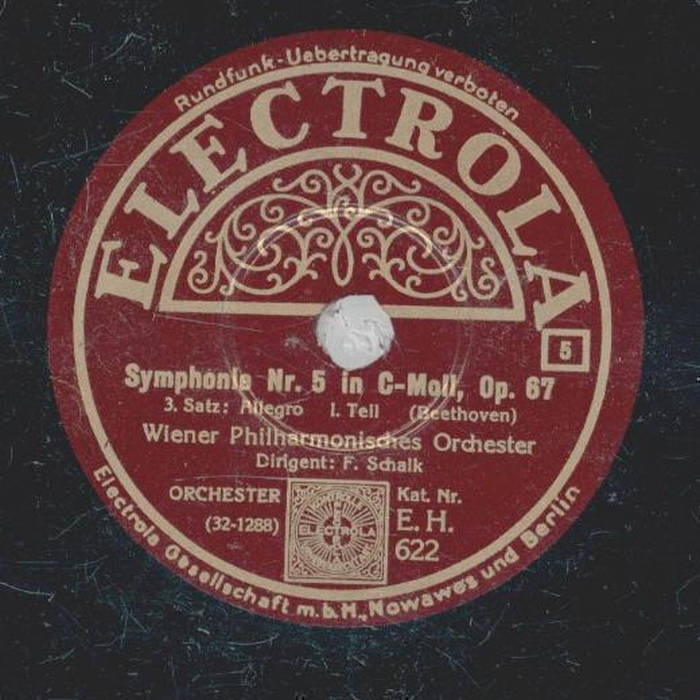 Rundfunk-Uebertragung verboten
ELECTROLA
5
Symphonie Nr. 5 in C-Moll, Op. 67
3. Satz: Allegro I. Teil (Beethoven)
Wiener Philharmonisches Orchester
Dirigent: F. Schalk
ORCHESTER
(32-1288)
ELECTROLA
Kat. Nr.
E. H.
622
Electrola Gesellschaft m.b.H., Nowawes und Berlin